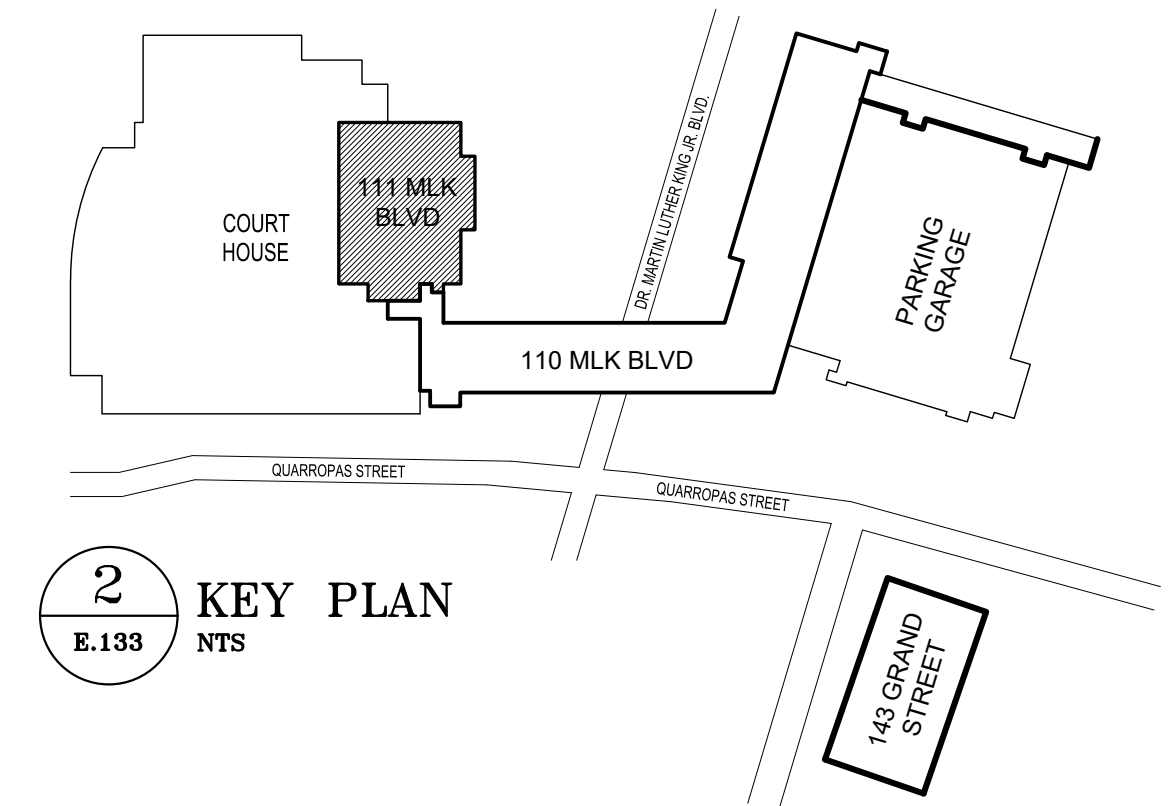 111 MLK
BLVD
COURT
HOUSE
DR. MARTIN LUTHER KING JR. BLVD.
PARKING
GARAGE
110 MLK BLVD
QUARROPAS STREET
QUARROPAS STREET
2
E.133
KEY PLAN
NTS
143 GRAND
STREET